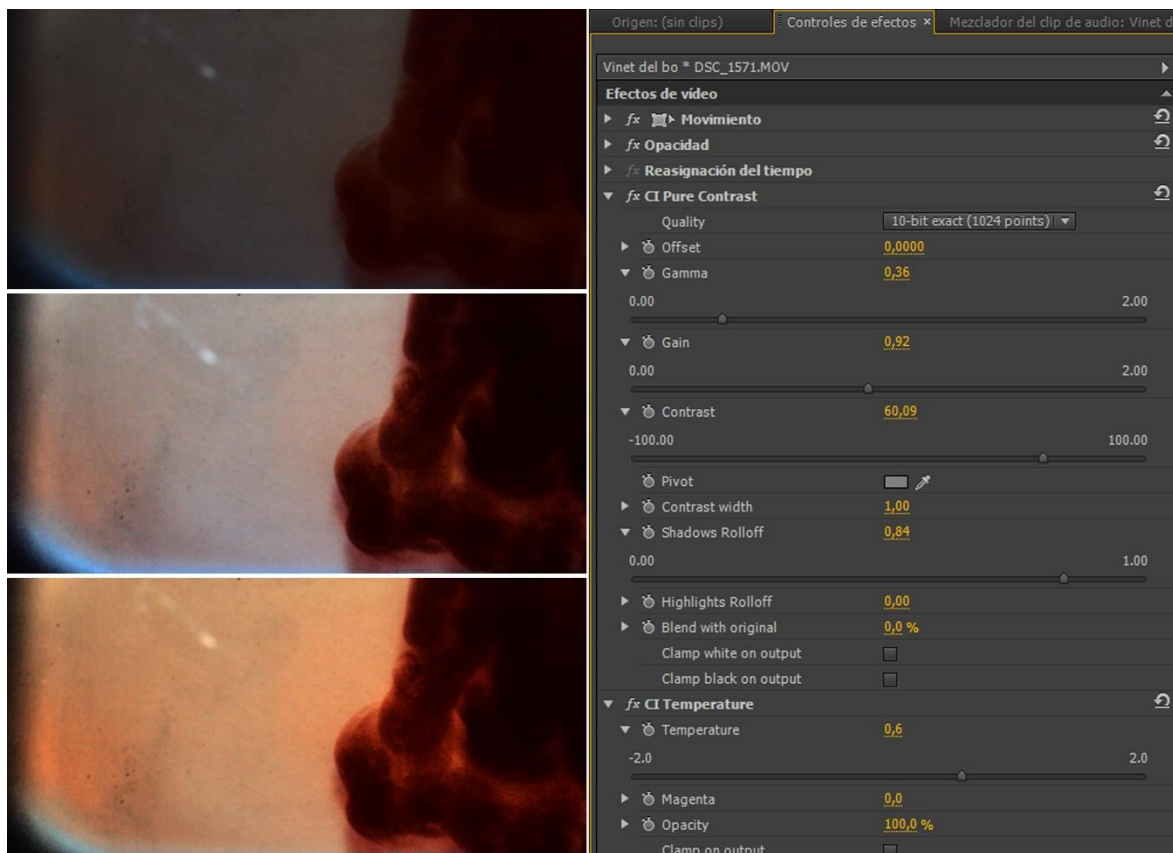 Origen: (sin clips) Controles de efectos × Mezclador del clip de audio: Vinet d
Vinet del bo * DSC_1571.MOV
Efectos de vídeo
fx Movimiento
fx Opacidad
fx Reasignación del tiempo
fx CI Pure Contrast
Quality 10-bit exact (1024 points)
Offset 0,0000
Gamma 0,36
0.00 2.00
Gain 0,92
0.00 2.00
Contrast 60,09
-100.00 100.00
Pivot
Contrast width 1,00
Shadows Rolloff 0,84
0.00 1.00
Highlights Rolloff 0,00
Blend with original 0,0 %
Clamp white on output
Clamp black on output
fx CI Temperature
Temperature 0,6
-2.0 2.0
Magenta 0,0
Opacity 100,0 %
Clamp on output